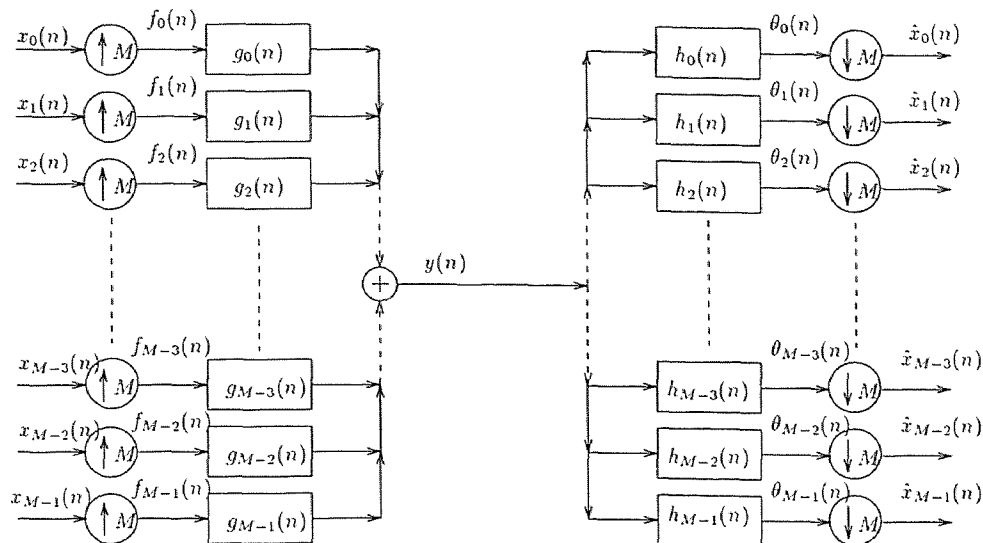 x_0(n) ↑M f_0(n) g_0(n) h_0(n) θ_0(n) ↓M x̂_0(n)
x_1(n) ↑M f_1(n) g_1(n) h_1(n) θ_1(n) ↓M x̂_1(n)
x_2(n) ↑M f_2(n) g_2(n) h_2(n) θ_2(n) ↓M x̂_2(n)
+ y(n)
x_{M-3}(n) ↑M f_{M-3}(n) g_{M-3}(n) h_{M-3}(n) θ_{M-3}(n) ↓M x̂_{M-3}(n)
x_{M-2}(n) ↑M f_{M-2}(n) g_{M-2}(n) h_{M-2}(n) θ_{M-2}(n) ↓M x̂_{M-2}(n)
x_{M-1}(n) ↑M f_{M-1}(n) g_{M-1}(n) h_{M-1}(n) θ_{M-1}(n) ↓M x̂_{M-1}(n)